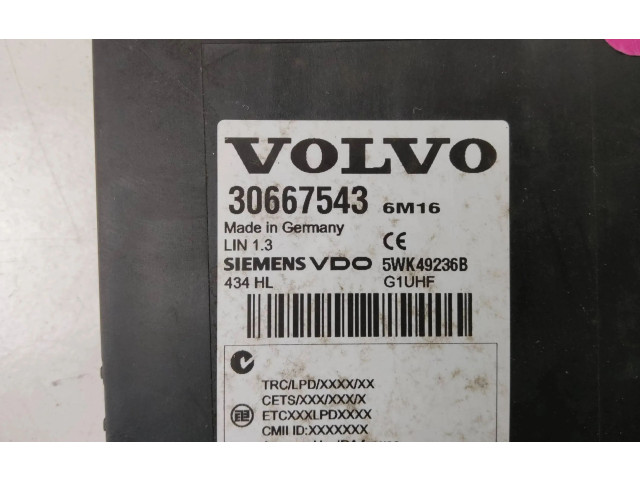 VOLVO
30667543 6M16
Made in Germany
LIN 1.3 CE
SIEMENS VDO 5WK49236B
434 HL G1UHF
TRC/LPD/XXXX/XX
CETS/XXX/XXX/X
ETCXXXLPDXXXX
CMII ID:XXXXXXX